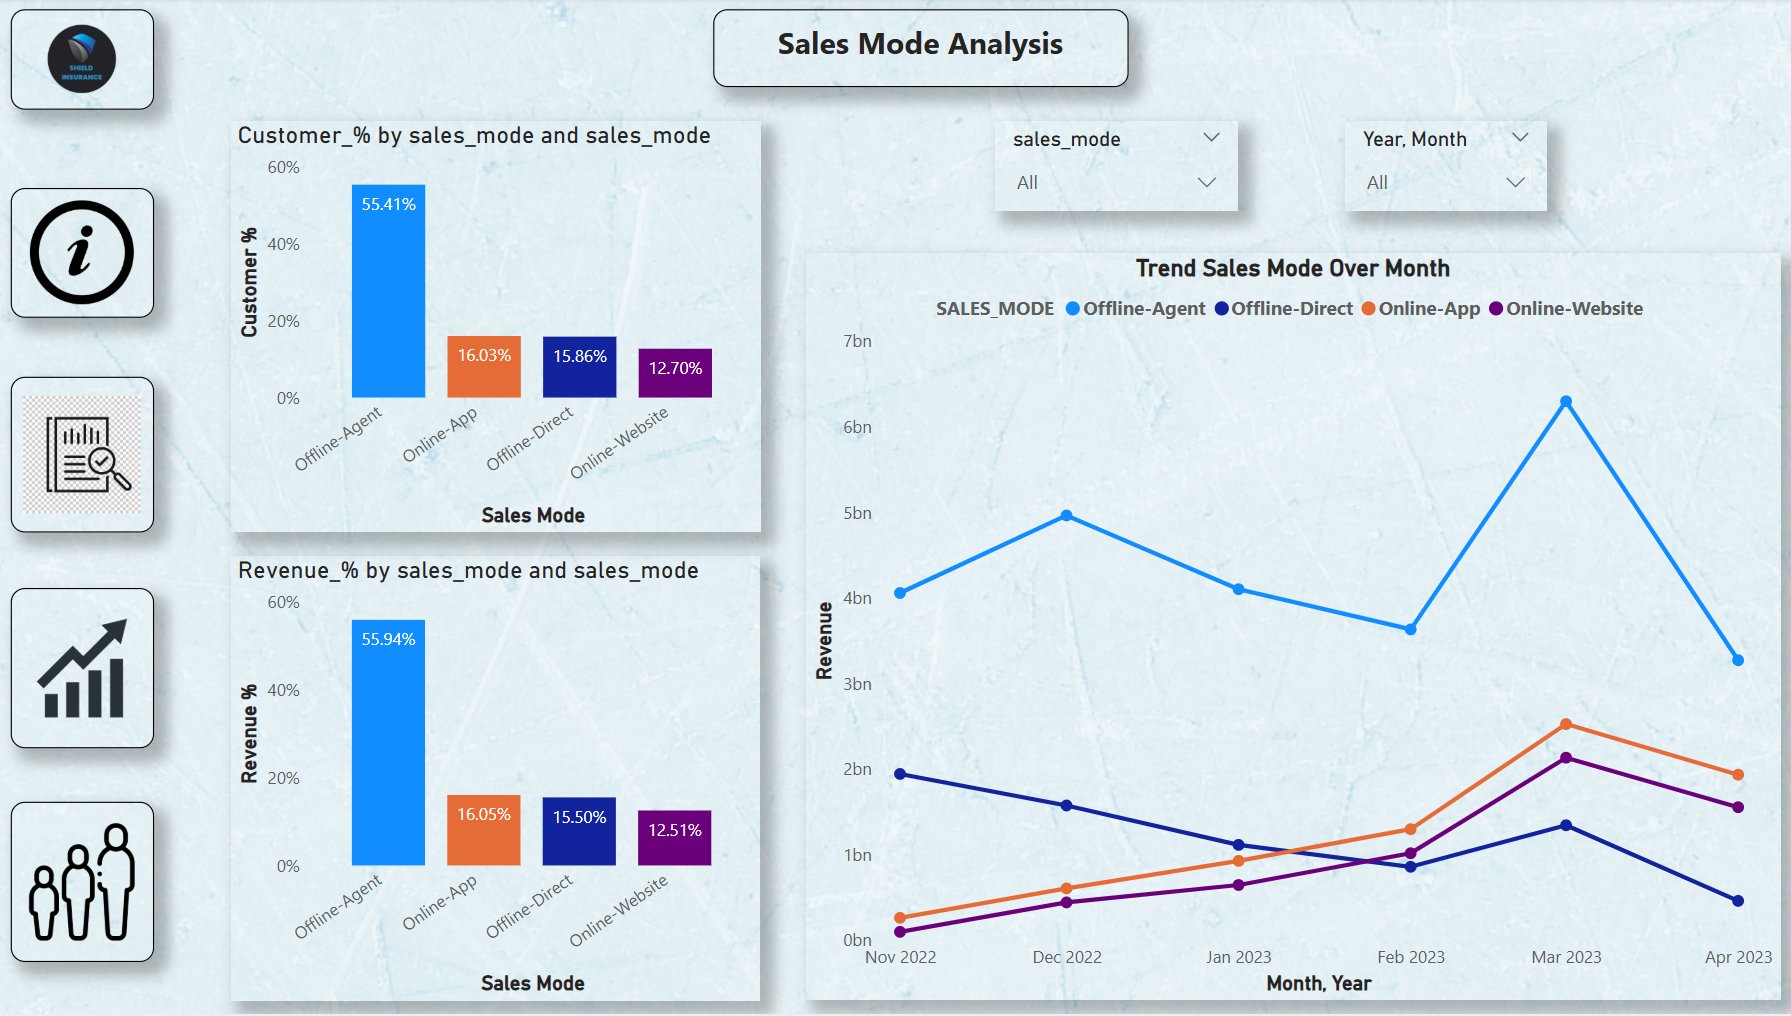 SHIELD
INSURANCE
Sales Mode Analysis
Customer_% by sales_mode and sales_mode
Customer %
60%
40%
20%
0%
55.41%
16.03%
15.86%
12.70%
Offline-Agent
Online-App
Offline-Direct
Online-Website
Sales Mode
Revenue_% by sales_mode and sales_mode
Revenue %
60%
40%
20%
0%
55.94%
16.05%
15.50%
12.51%
Offline-Agent
Online-App
Offline-Direct
Online-Website
Sales Mode
sales_mode
All
Year, Month
All
Trend Sales Mode Over Month
SALES_MODE Offline-Agent Offline-Direct Online-App Online-Website
Revenue
7bn
6bn
5bn
4bn
3bn
2bn
1bn
0bn
Nov 2022 Dec 2022 Jan 2023 Feb 2023 Mar 2023 Apr 2023
Month, Year